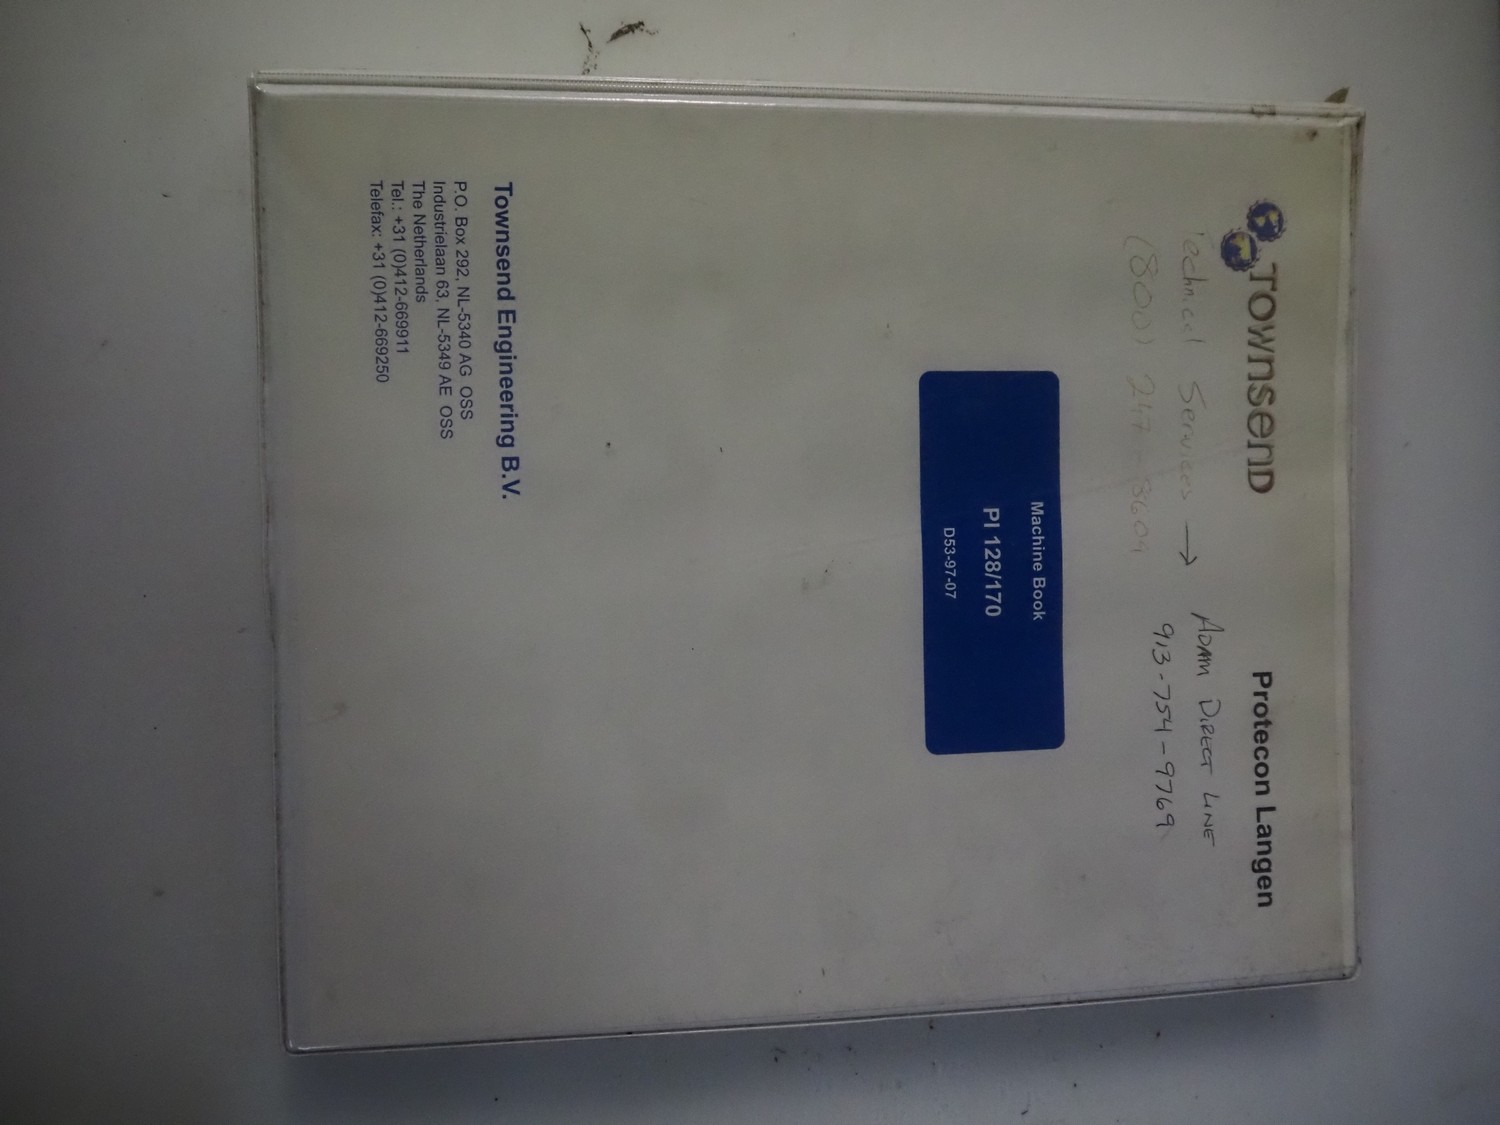 TOWNSEND
Protecon Langen
Technical Services → ADAM DIRECT LINE
(800) 247-8609 913-754-9769
Machine Book
PI 128/170
D53-97-07
Townsend Engineering B.V.
P.O. Box 292, NL-5340 AG OSS
Industrielaan 63, NL-5349 AE OSS
The Netherlands
Tel.: +31 (0)412-669911
Telefax: +31 (0)412-669250